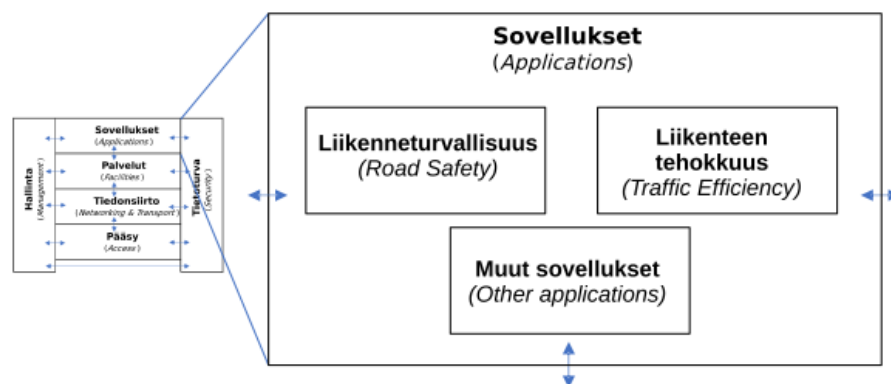 Sovellukset
(Applications)
Liikenneturvallisuus
(Road Safety)
Liikenteen
tehokkuus
(Traffic Efficiency)
Muut sovellukset
(Other applications)
Hallinta
(Management)
Sovellukset
(Applications)
Palvelut
(Facilities)
Tiedonsiirto
(Networking & Transport)
Pääsy
(Access)
Tietoturva
(Security)